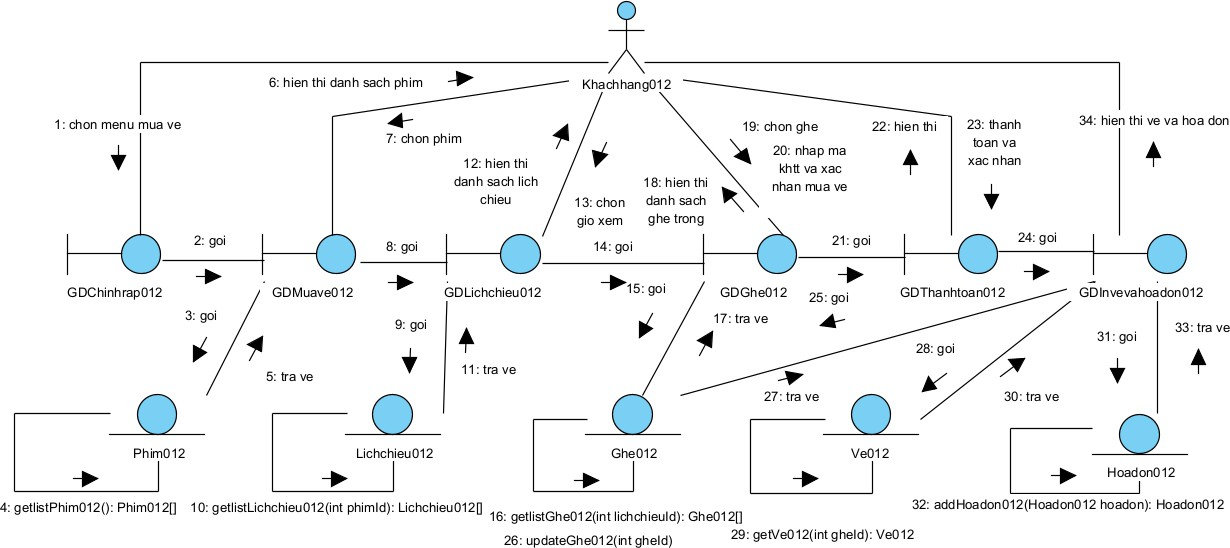 Khachhang012
6: hien thi danh sach phim
1: chon menu mua ve
7: chon phim
12: hien thi
danh sach lich
chieu
13: chon
gio xem
19: chon ghe
20: nhap ma
khtt va xac
nhan mua ve
18: hien thi
danh sach
ghe trong
22: hien thi
23: thanh
toan va
xac nhan
34: hien thi ve va hoa don
2: goi
8: goi
14: goi
21: goi
24: goi
GDChinhrap012
GDMuave012
GDLichchieu012
GDGhe012
GDThanhtoan012
GDInvevahoadon012
3: goi
5: tra ve
9: goi
11: tra ve
15: goi
17: tra ve
25: goi
27: tra ve
28: goi
30: tra ve
31: goi
33: tra ve
Phim012
Lichchieu012
Ghe012
Ve012
Hoadon012
4: getlistPhim012(): Phim012[]
10: getlistLichchieu012(int phimId): Lichchieu012[]
16: getlistGhe012(int lichchieuId): Ghe012[]
26: updateGhe012(int gheId)
29: getVe012(int gheId): Ve012
32: addHoadon012(Hoadon012 hoadon): Hoadon012